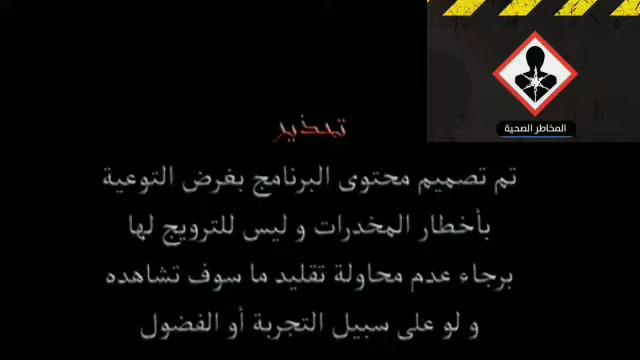 المخاطر الصحية
تحذير
تم تصميم محتوى البرنامج بغرض التوعية
بأخطار المخدرات و ليس للترويج لها
برجاء عدم محاولة تقليد ما سوف تشاهده
و لو على سبيل التجربة أو الفضول